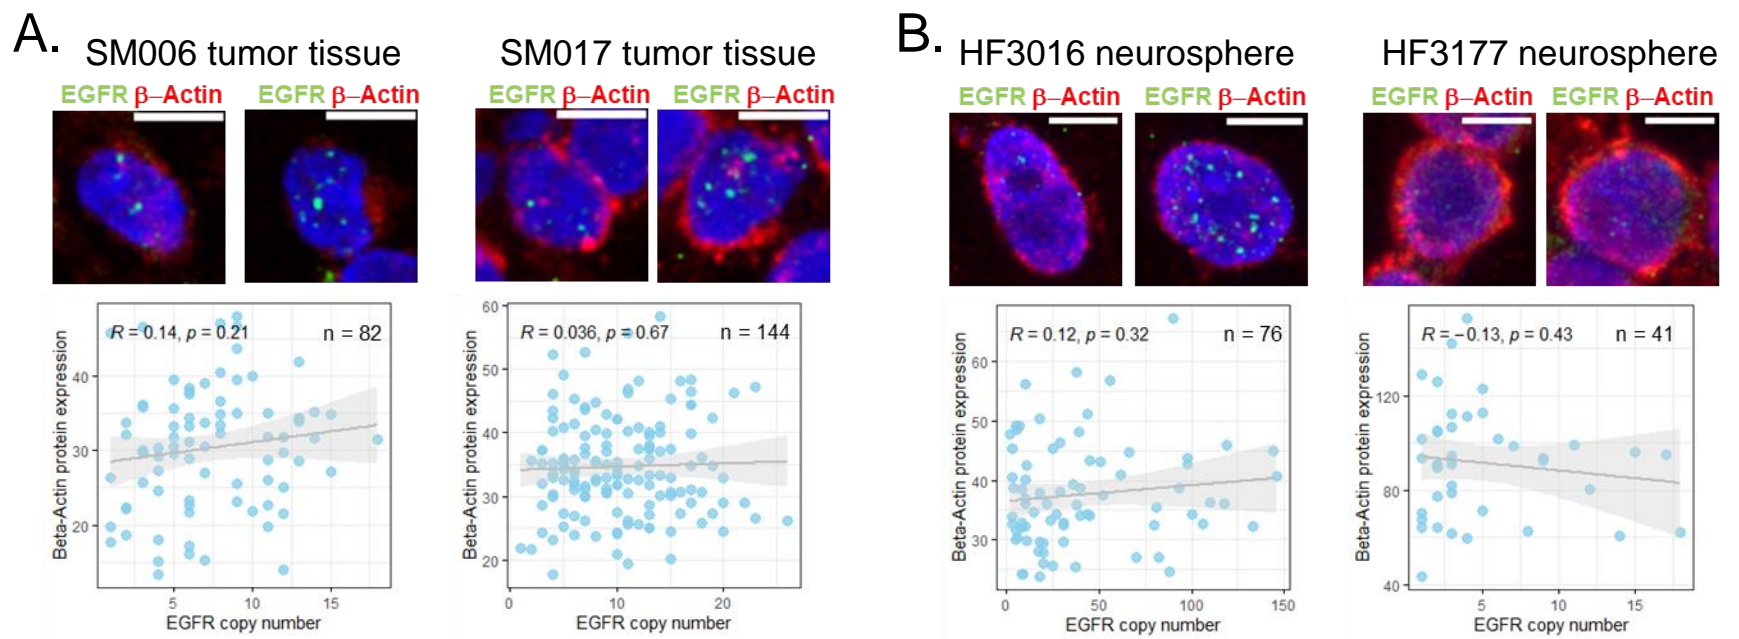 A.
SM006 tumor tissue
SM017 tumor tissue
EGFR β–Actin
EGFR β–Actin
EGFR β–Actin
EGFR β–Actin
R = 0.14, p = 0.21
n = 82
40
30
20
5
10
15
Beta-Actin protein expression
EGFR copy number
R = 0.036, p = 0.67
n = 144
60
50
40
30
20
0
10
20
Beta-Actin protein expression
EGFR copy number
B.
HF3016 neurosphere
HF3177 neurosphere
EGFR β–Actin
EGFR β–Actin
EGFR β–Actin
EGFR β–Actin
R = 0.12, p = 0.32
n = 76
60
50
40
30
0
50
100
150
Beta-Actin protein expression
EGFR copy number
R = −0.13, p = 0.43
n = 41
120
80
40
5
10
15
Beta-Actin protein expression
EGFR copy number